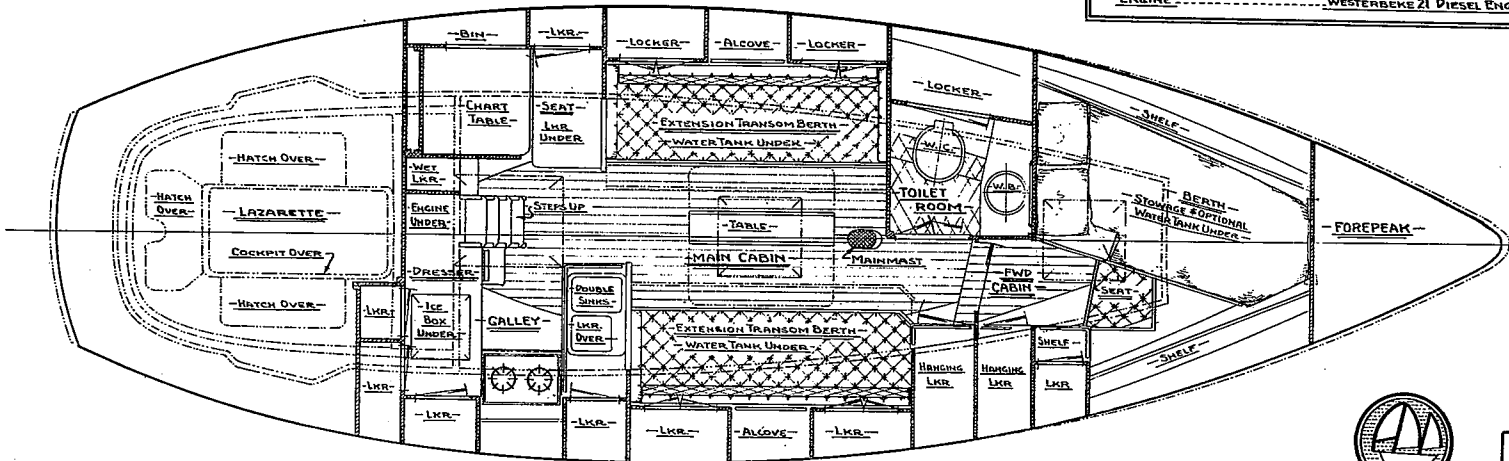 ENGINE WESTERBEKE 21 DIESEL ENG
BIN
LKR.
LOCKER
ALCOVE
LOCKER
LOCKER
SHELF
CHART
TABLE
SEAT
LKR
UNDER
EXTENSION TRANSOM BERTH
WATER TANK UNDER
W.C.
W.B.
TOILET
ROOM
BERTH
STOWAGE & OPTIONAL
WATER TANK UNDER
FOREPEAK
HATCH OVER
HATCH
OVER
LAZARETTE
COCKPIT OVER
HATCH OVER
WET
LKR.
ENGINE
UNDER
STEPS UP
TABLE
MAIN CABIN
MAINMAST
FWD
CABIN
SEAT
DRESSER
LKR.
ICE
BOX
UNDER
GALLEY
DOUBLE
SINKS
LKR.
OVER
EXTENSION TRANSOM BERTH
WATER TANK UNDER
HANGING
LKR
HANGING
LKR
SHELF
LKR
SHELF
LKR.
LKR.
LKR.
LKR.
ALCOVE
LKR.